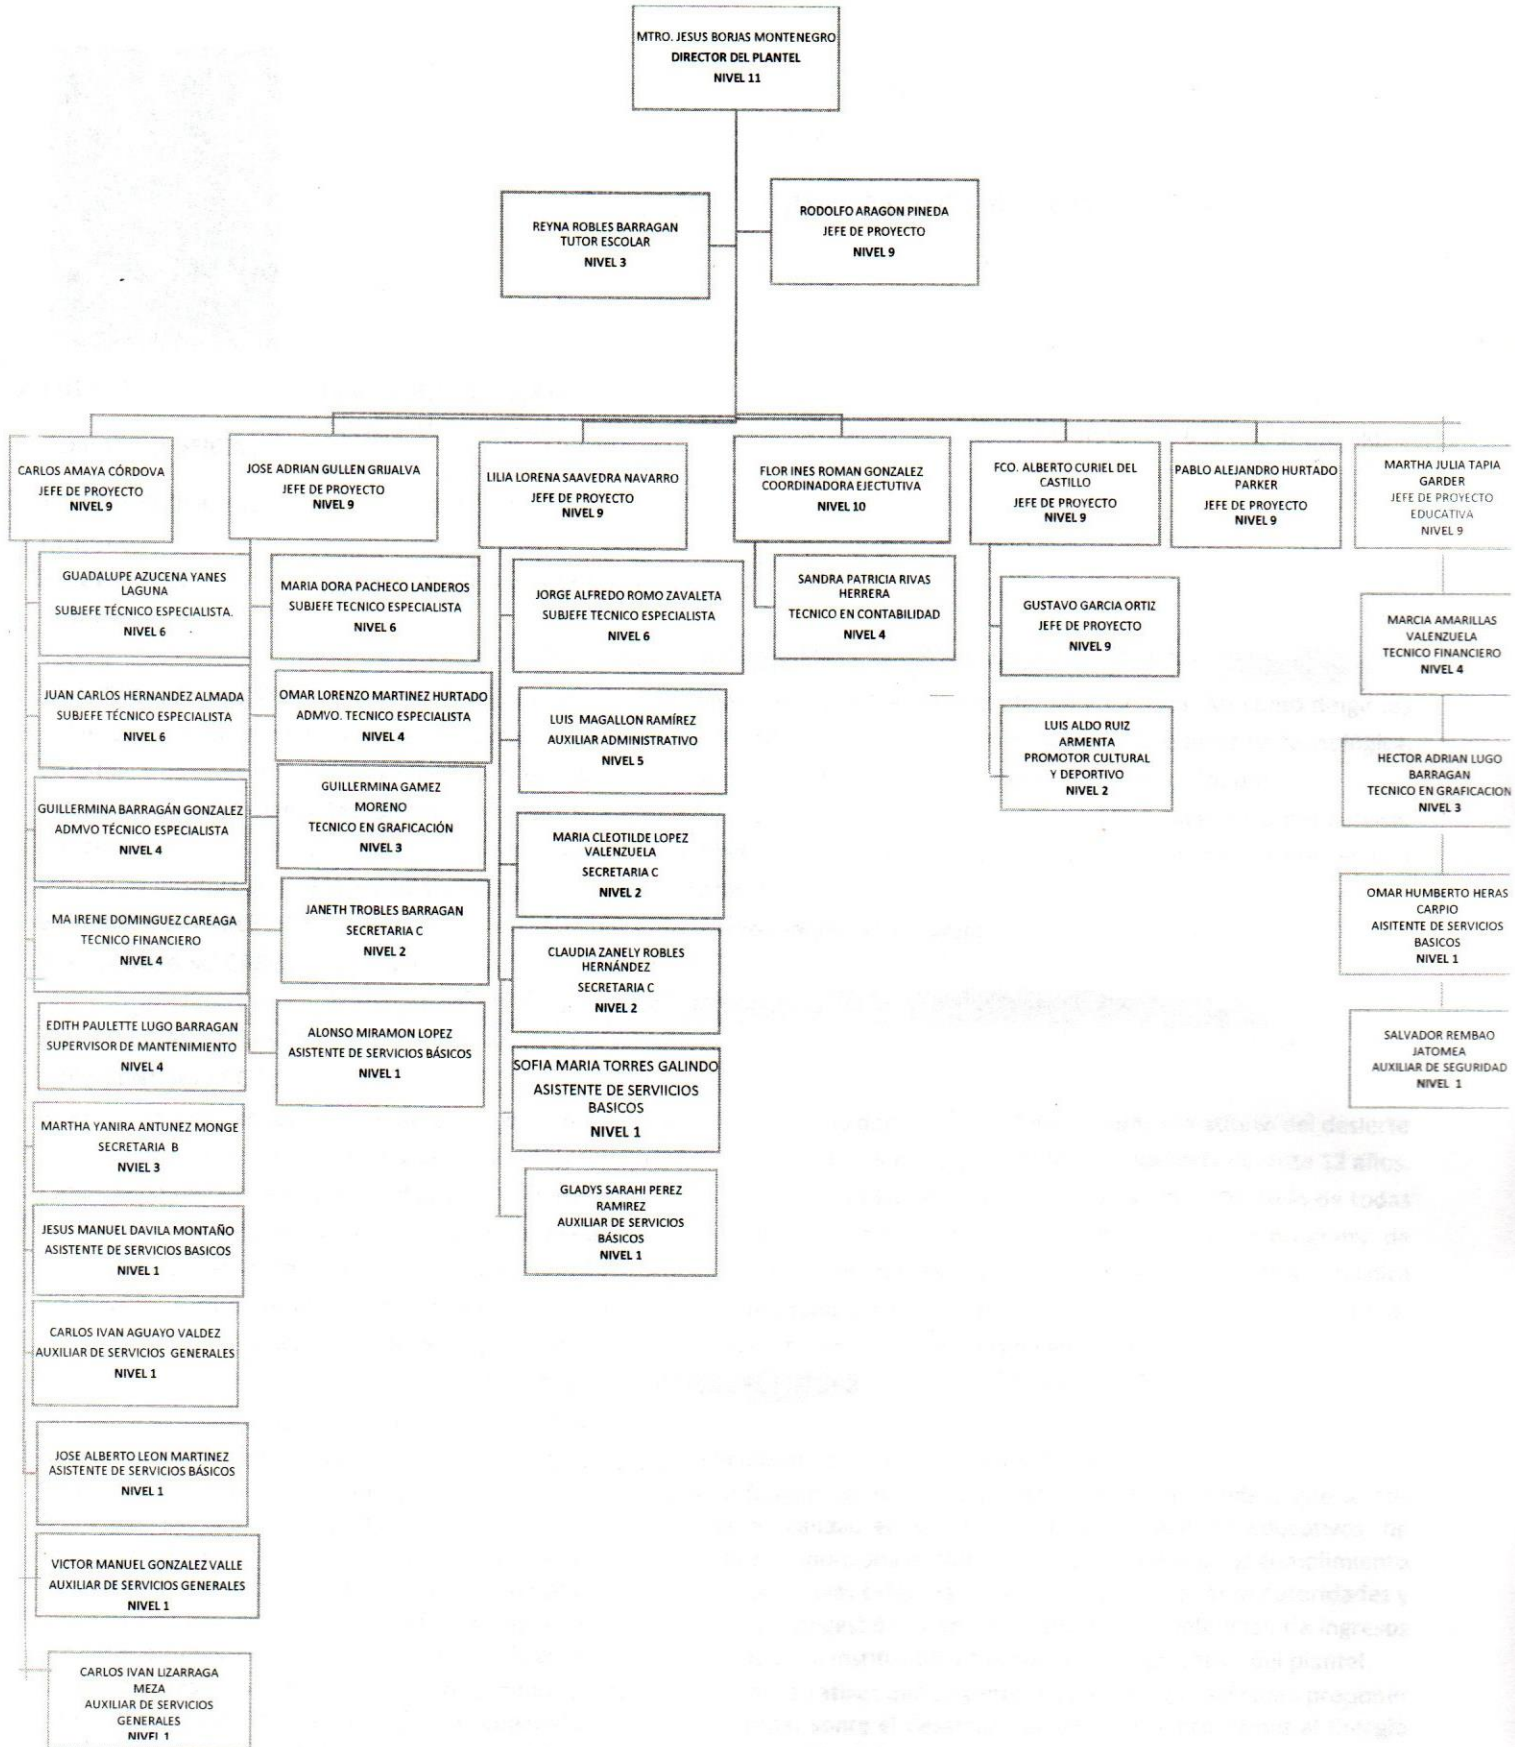 MTRO. JESUS BORJAS MONTENEGRO
DIRECTOR DEL PLANTEL
NIVEL 11
REYNA ROBLES BARRAGAN
TUTOR ESCOLAR
NIVEL 3
RODOLFO ARAGON PINEDA
JEFE DE PROYECTO
NIVEL 9
CARLOS AMAYA CÓRDOVA
JEFE DE PROYECTO
NIVEL 9
GUADALUPE AZUCENA YANES
LAGUNA
SUBJEFE TÉCNICO ESPECIALISTA.
NIVEL 6
JUAN CARLOS HERNANDEZ ALMADA
SUBJEFE TÉCNICO ESPECIALISTA
NIVEL 6
GUILLERMINA BARRAGÁN GONZALEZ
ADMVO TÉCNICO ESPECIALISTA
NIVEL 4
MA IRENE DOMINGUEZ CAREAGA
TECNICO FINANCIERO
NIVEL 4
EDITH PAULETTE LUGO BARRAGAN
SUPERVISOR DE MANTENIMIENTO
NIVEL 4
MARTHA YANIRA ANTUNEZ MONGE
SECRETARIA B
NVIEL 3
JESUS MANUEL DAVILA MONTAÑO
ASISTENTE DE SERVICIOS BASICOS
NIVEL 1
CARLOS IVAN AGUAYO VALDEZ
AUXILIAR DE SERVICIOS GENERALES
NIVEL 1
JOSE ALBERTO LEON MARTINEZ
ASISTENTE DE SERVICIOS BÁSICOS
NIVEL 1
VICTOR MANUEL GONZALEZ VALLE
AUXILIAR DE SERVICIOS GENERALES
NIVEL 1
CARLOS IVAN LIZARRAGA
MEZA
AUXILIAR DE SERVICIOS
GENERALES
NIVEL 1
JOSE ADRIAN GULLEN GRIJALVA
JEFE DE PROYECTO
NIVEL 9
MARIA DORA PACHECO LANDEROS
SUBJEFE TECNICO ESPECIALISTA
NIVEL 6
OMAR LORENZO MARTINEZ HURTADO
ADMVO. TECNICO ESPECIALISTA
NIVEL 4
GUILLERMINA GAMEZ
MORENO
TECNICO EN GRAFICACIÓN
NIVEL 3
JANETH TROBLES BARRAGAN
SECRETARIA C
NIVEL 2
ALONSO MIRAMON LOPEZ
ASISTENTE DE SERVICIOS BÁSICOS
NIVEL 1
LILIA LORENA SAAVEDRA NAVARRO
JEFE DE PROYECTO
NIVEL 9
JORGE ALFREDO ROMO ZAVALETA
SUBJEFE TECNICO ESPECIALISTA
NIVEL 6
LUIS MAGALLON RAMÍREZ
AUXILIAR ADMINISTRATIVO
NIVEL 5
MARIA CLEOTILDE LOPEZ
VALENZUELA
SECRETARIA C
NIVEL 2
CLAUDIA ZANELY ROBLES
HERNÁNDEZ
SECRETARIA C
NIVEL 2
SOFIA MARIA TORRES GALINDO
ASISTENTE DE SERVIICIOS
BASICOS
NIVEL 1
GLADYS SARAHI PEREZ
RAMIREZ
AUXILIAR DE SERVICIOS
BÁSICOS
NIVEL 1
FLOR INES ROMAN GONZALEZ
COORDINADORA EJECTUTIVA
NIVEL 10
SANDRA PATRICIA RIVAS
HERRERA
TECNICO EN CONTABILIDAD
NIVEL 4
FCO. ALBERTO CURIEL DEL
CASTILLO
JEFE DE PROYECTO
NIVEL 9
GUSTAVO GARCIA ORTIZ
JEFE DE PROYECTO
NIVEL 9
LUIS ALDO RUIZ
ARMENTA
PROMOTOR CULTURAL
Y DEPORTIVO
NIVEL 2
PABLO ALEJANDRO HURTADO
PARKER
JEFE DE PROYECTO
NIVEL 9
MARTHA JULIA TAPIA
GARDER
JEFE DE PROYECTO
EDUCATIVA
NIVEL 9
MARCIA AMARILLAS
VALENZUELA
TECNICO FINANCIERO
NIVEL 4
HECTOR ADRIAN LUGO
BARRAGAN
TECNICO EN GRAFICACION
NIVEL 3
OMAR HUMBERTO HERAS
CARPIO
AISITENTE DE SERVICIOS
BASICOS
NIVEL 1
SALVADOR REMBAO
JATOMEA
AUXILIAR DE SEGURIDAD
NIVEL 1